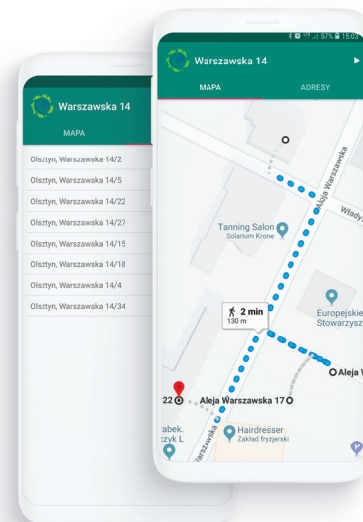 Warszawska 14
MAPA
Olsztyn, Warszawska 14/2
Olsztyn, Warszawska 14/5
Olsztyn, Warszawska 14/22
Olsztyn, Warszawska 14/27
Olsztyn, Warszawska 14/15
Olsztyn, Warszawska 14/18
Olsztyn, Warszawska 14/4
Olsztyn, Warszawska 14/34
57% 15:03
Warszawska 14
MAPA ADRESY
Aleja Warszawska
Włady
Tanning Salon
Solarium Krone
2 min
130 m
Europejskie
Stowarzysz
Aleja
22
Aleja Warszawska 17
abek.
czyk L
Hairdresser
Zakład fryzjerski
Warszawska